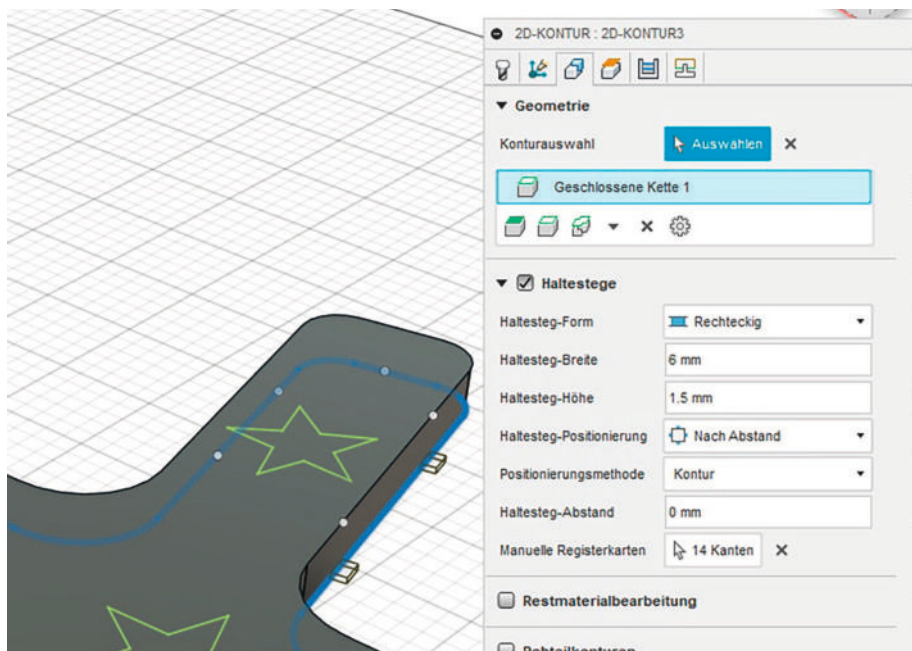 2D-KONTUR : 2D-KONTUR3
Geometrie
Konturauswahl Auswählen
Geschlossene Kette 1
Haltestege
Haltesteg-Form Rechteckig
Haltesteg-Breite 6 mm
Haltesteg-Höhe 1.5 mm
Haltesteg-Positionierung Nach Abstand
Positionierungsmethode Kontur
Haltesteg-Abstand 0 mm
Manuelle Registerkarten 14 Kanten
Restmaterialbearbeitung